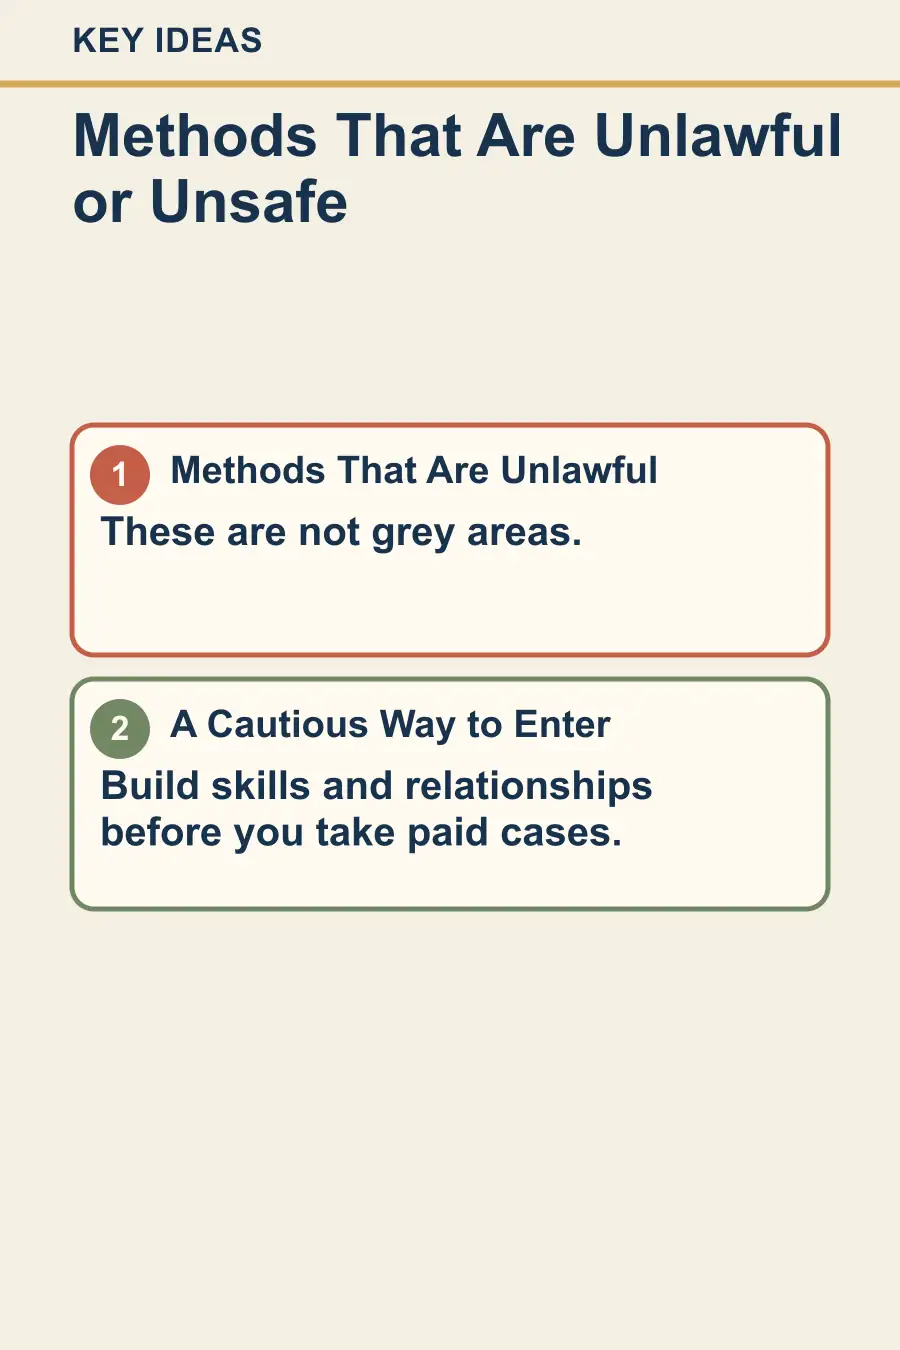 KEY IDEAS
Methods That Are Unlawful
or Unsafe
1 Methods That Are Unlawful
These are not grey areas.
2 A Cautious Way to Enter
Build skills and relationships
before you take paid cases.